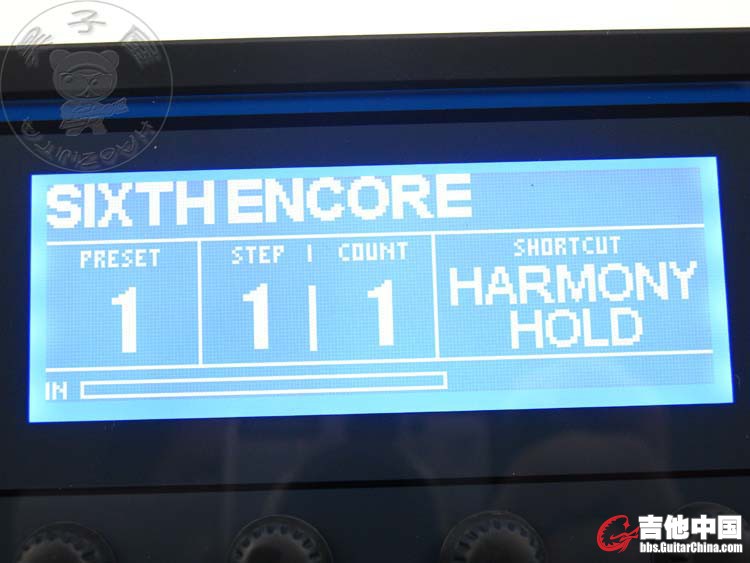 SIXTH ENCORE
PRESET STEP | COUNT SHORTCUT
1 1 | 1 HARMONY
HOLD
IN
HAOZIJITA
吉他中国
bbs.GuitarChina.com